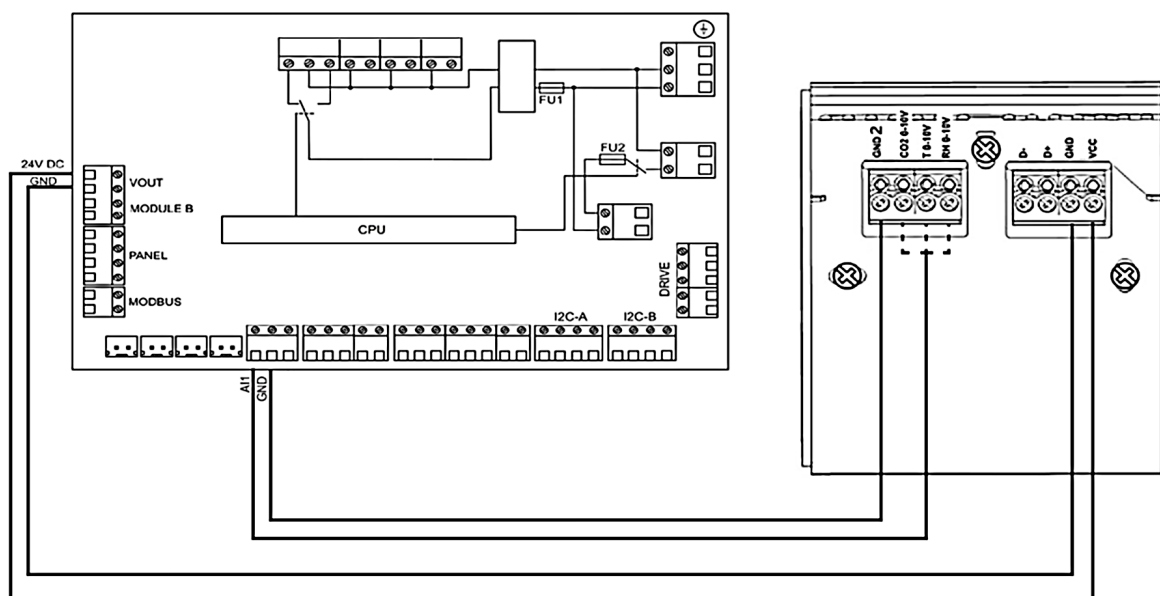 FU1
FU2
24V DC
GND
VOUT
MODULE B
CPU
PANEL
MODBUS
DRIVE
I2C-A
I2C-B
AI1
GND
GND 2
CO2 0-10V
T 0-10V
RH 0-10V
D-
D+
GND
VCC